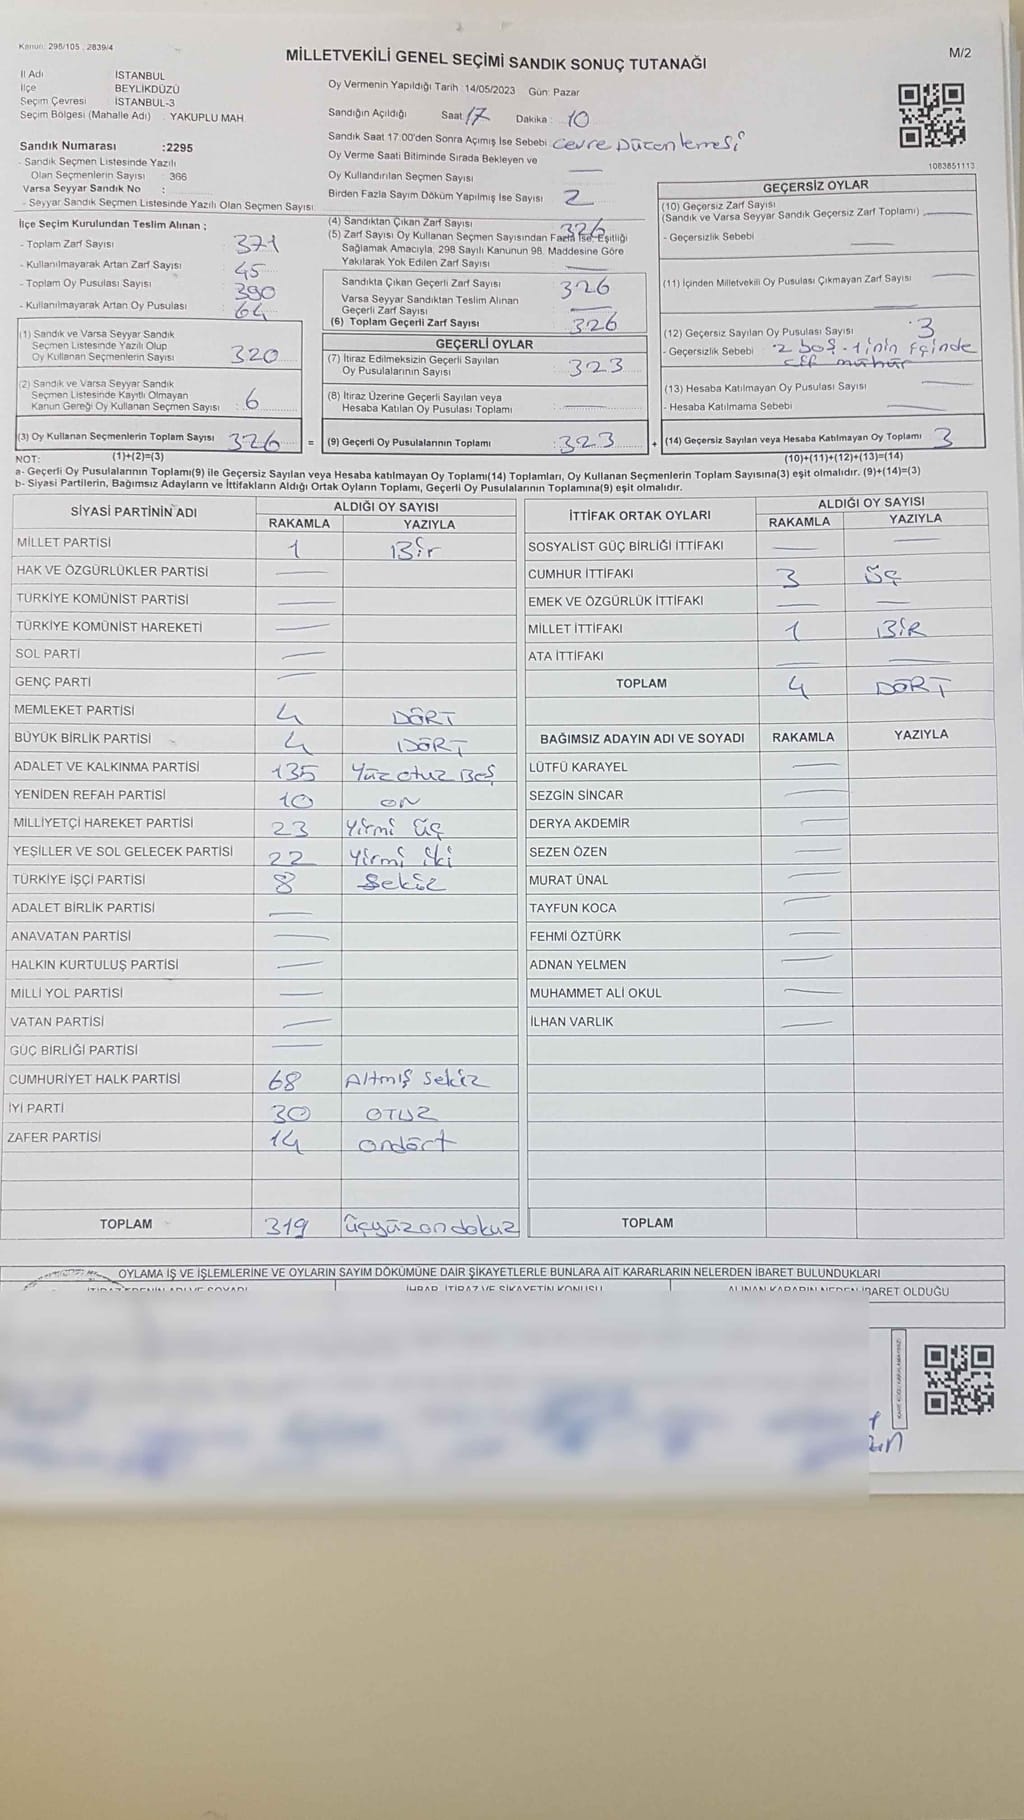 Kanun: 298/105 , 2839/4
MİLLETVEKİLİ GENEL SEÇİMİ SANDIK SONUÇ TUTANAĞI
M/2
İl Adı İSTANBUL
İlçe BEYLİKDÜZÜ
Seçim Çevresi İSTANBUL-3
Seçim Bölgesi (Mahalle Adı) YAKUPLU MAH.
Oy Vermenin Yapıldığı Tarih : 14/05/2023 Gün: Pazar
Sandığın Açıldığı Saat 17 Dakika : 10
Sandık Saat 17:00'den Sonra Açımış İse Sebebi Çevre Düzenlemesi
Oy Verme Saati Bitiminde Sırada Bekleyen ve
Oy Kullandırılan Seçmen Sayısı
Birden Fazla Sayım Döküm Yapılmış İse Sayısı 2
1083651113
Sandık Numarası :2295
- Sandık Seçmen Listesinde Yazılı
Olan Seçmenlerin Sayısı : 366
Varsa Seyyar Sandık No :
- Seyyar Sandık Seçmen Listesinde Yazılı Olan Seçmen Sayısı:
İlçe Seçim Kurulundan Teslim Alınan ;
- Toplam Zarf Sayısı 371
- Kullanılmayarak Artan Zarf Sayısı 45
- Toplam Oy Pusulası Sayısı 390
- Kullanılmayarak Artan Oy Pusulası 64
(1) Sandık ve Varsa Seyyar Sandık
Seçmen Listesinde Yazılı Olup
Oy Kullanan Seçmenlerin Sayısı 320
(2) Sandık ve Varsa Seyyar Sandık
Seçmen Listesinde Kayıtlı Olmayan
Kanun Gereği Oy Kullanan Seçmen Sayısı : 6
(3) Oy Kullanan Seçmenlerin Toplam Sayısı 326 =
(4) Sandıktan Çıkan Zarf Sayısı 326
(5) Zarf Sayısı Oy Kullanan Seçmen Sayısından Fazla İse, Eşitliği
Sağlamak Amacıyla, 298 Sayılı Kanunun 98. Maddesine Göre
Yakılarak Yok Edilen Zarf Sayısı
Sandıkta Çıkan Geçerli Zarf Sayısı : 326
Varsa Seyyar Sandıktan Teslim Alınan
Geçerli Zarf Sayısı
(6) Toplam Geçerli Zarf Sayısı : 326
GEÇERLİ OYLAR
(7) İtiraz Edilmeksizin Geçerli Sayılan
Oy Pusulalarının Sayısı : 323
(8) İtiraz Üzerine Geçerli Sayılan veya
Hesaba Katılan Oy Pusulası Toplamı :
(9) Geçerli Oy Pusulalarının Toplamı : 323 +
GEÇERSİZ OYLAR
(10) Geçersiz Zarf Sayısı
(Sandık ve Varsa Seyyar Sandık Geçersiz Zarf Toplamı)
- Geçersizlik Sebebi
(11) İçinden Milletvekili Oy Pusulası Çıkmayan Zarf Sayısı
(12) Geçersiz Sayılan Oy Pusulası Sayısı : 3
- Geçersizlik Sebebi : 2 boş - 1 inin içinde
çift mühür
(13) Hesaba Katılmayan Oy Pusulası Sayısı
- Hesaba Katılmama Sebebi
(14) Geçersiz Sayılan veya Hesaba Katılmayan Oy Toplamı 3
NOT: (1)+(2)=(3) (10)+(11)+(12)+(13)=(14)
a- Geçerli Oy Pusulalarının Toplamı(9) ile Geçersiz Sayılan veya Hesaba katılmayan Oy Toplamı(14) Toplamları, Oy Kullanan Seçmenlerin Toplam Sayısına(3) eşit olmalıdır. (9)+(14)=(3)
b- Siyasi Partilerin, Bağımsız Adayların ve İttifakların Aldığı Ortak Oyların Toplamı, Geçerli Oy Pusulalarının Toplamına(9) eşit olmalıdır.
SİYASİ PARTİNİN ADI ALDIĞI OY SAYISI
RAKAMLA YAZIYLA
MİLLET PARTİSİ 1 Bir
HAK VE ÖZGÜRLÜKLER PARTİSİ
TÜRKİYE KOMÜNİST PARTİSİ
TÜRKİYE KOMÜNİST HAREKETİ
SOL PARTİ
GENÇ PARTİ
MEMLEKET PARTİSİ 4 DÖRT
BÜYÜK BİRLİK PARTİSİ 4 DÖRT
ADALET VE KALKINMA PARTİSİ 135 Yüz otuz Beş
YENİDEN REFAH PARTİSİ 10 ON
MİLLİYETÇİ HAREKET PARTİSİ 23 Yirmi üç
YEŞİLLER VE SOL GELECEK PARTİSİ 22 Yirmi iki
TÜRKİYE İŞÇİ PARTİSİ 8 Sekiz
ADALET BİRLİK PARTİSİ
ANAVATAN PARTİSİ
HALKIN KURTULUŞ PARTİSİ
MİLLİ YOL PARTİSİ
VATAN PARTİSİ
GÜÇ BİRLİĞİ PARTİSİ
CUMHURİYET HALK PARTİSİ 68 Altmış sekiz
İYİ PARTİ 30 OTUZ
ZAFER PARTİSİ 14 ondört
TOPLAM 319 üçyüzondokuz
İTTİFAK ORTAK OYLARI ALDIĞI OY SAYISI
RAKAMLA YAZIYLA
SOSYALİST GÜÇ BİRLİĞİ İTTİFAKI
CUMHUR İTTİFAKI 3 üç
EMEK VE ÖZGÜRLÜK İTTİFAKI
MİLLET İTTİFAKI 1 BİR
ATA İTTİFAKI
TOPLAM 4 DÖRT
BAĞIMSIZ ADAYIN ADI VE SOYADI RAKAMLA YAZIYLA
LÜTFÜ KARAYEL
SEZGİN SİNCAR
DERYA AKDEMİR
SEZEN ÖZEN
MURAT ÜNAL
TAYFUN KOCA
FEHMİ ÖZTÜRK
ADNAN YELMEN
MUHAMMET ALİ OKUL
İLHAN VARLIK
TOPLAM
OYLAMA İŞ VE İŞLEMLERİNE VE OYLARIN SAYIM DÖKÜMÜNE DAİR ŞİKAYETLERLE BUNLARA AİT KARARLARIN NELERDEN İBARET BULUNDUKLARI
İTİRAZ EDENİN ADI VE SOYADI İHBAR, İTİRAZ VE ŞİKAYETİN KONUSU ALINAN KARARIN NEDEN İBARET OLDUĞU